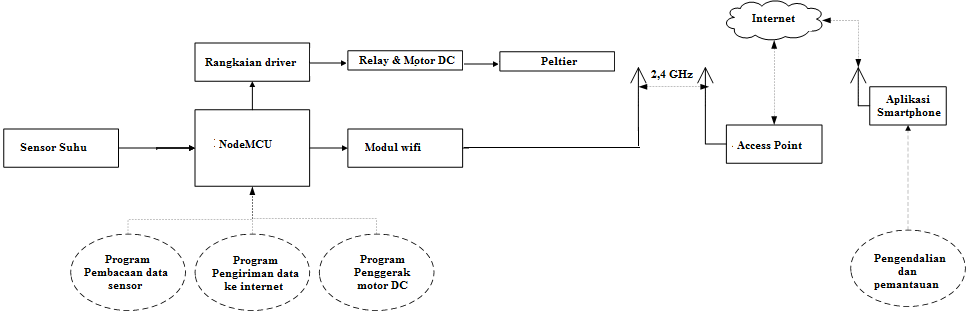 Internet
Rangkaian driver
Relay & Motor DC
Peltier
2,4 GHz
Aplikasi
Smartphone
Sensor Suhu
NodeMCU
Modul wifi
Access Point
Program
Pembacaan data
sensor
Program
Pengiriman data
ke internet
Program
Penggerak
motor DC
Pengendalian
dan
pemantauan